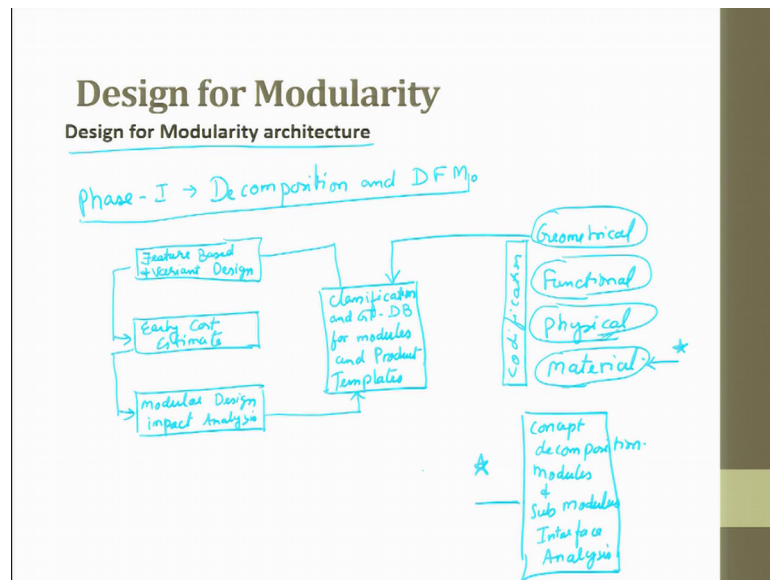 Design for Modularity
Design for Modularity architecture
Phase - I → Decomposition and DFMo
Feature Based
+ Variant Design
Early Cost
Estimate
Modular Design
impact Analysis
Classification
and GT-DB
for modules
and Product
Templates
Codification
Geometrical
Functional
Physical
Material
Concept
decomposition.
Modules
&
Sub Modules
Interface
Analysis